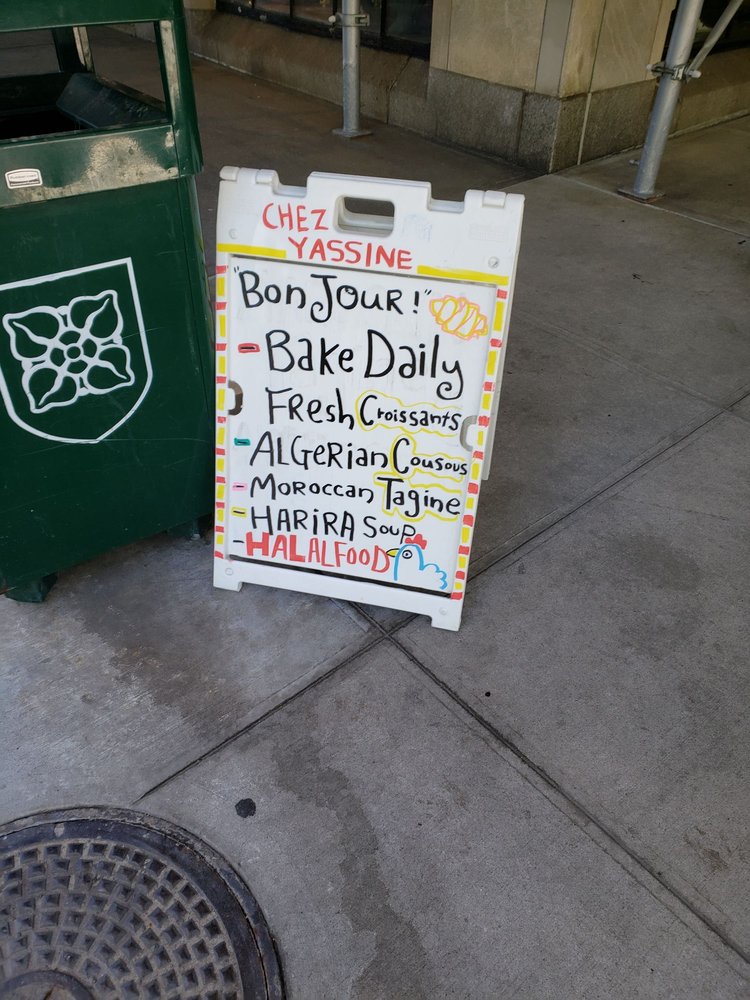 CHEZ
YASSINE
"BonJour!"
- Bake Daily
Fresh Croissants
- ALGERian Cousous
- Moroccan Tagine
- HARIRA Soup
- HALALFOOD